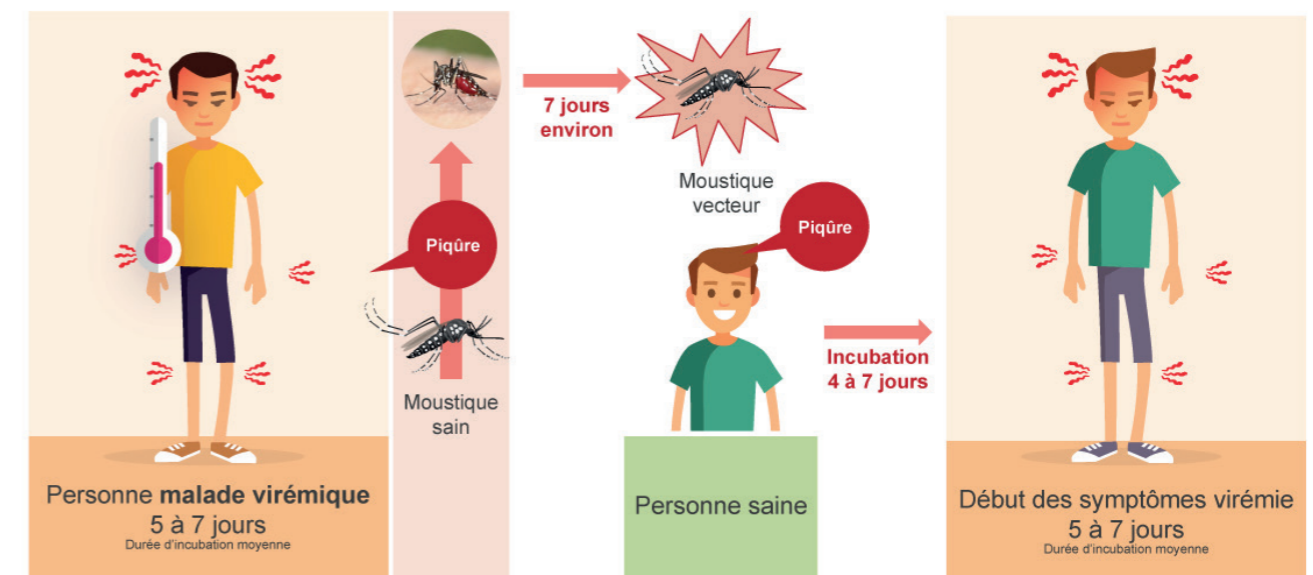 Piqûre
Moustique
sain
Personne malade virémique
5 à 7 jours
Durée d'incubation moyenne
7 jours
environ
Moustique
vecteur
Piqûre
Personne saine
Incubation
4 à 7 jours
Début des symptômes virémie
5 à 7 jours
Durée d'incubation moyenne